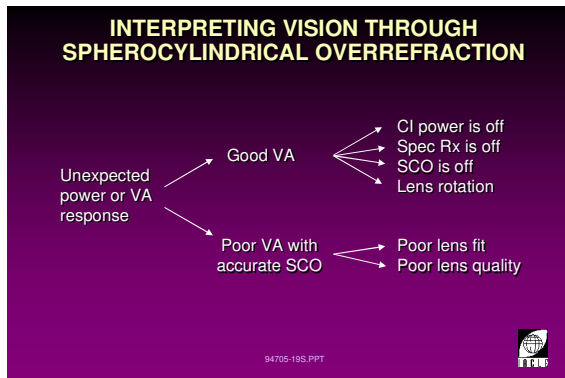 INTERPRETING VISION THROUGH
SPHEROCYLINDRICAL OVERREFRACTION
Unexpected
power or VA
response
Good VA
CI power is off
Spec Rx is off
SCO is off
Lens rotation
Poor VA with
accurate SCO
Poor lens fit
Poor lens quality
94705-19S.PPT
IACLE